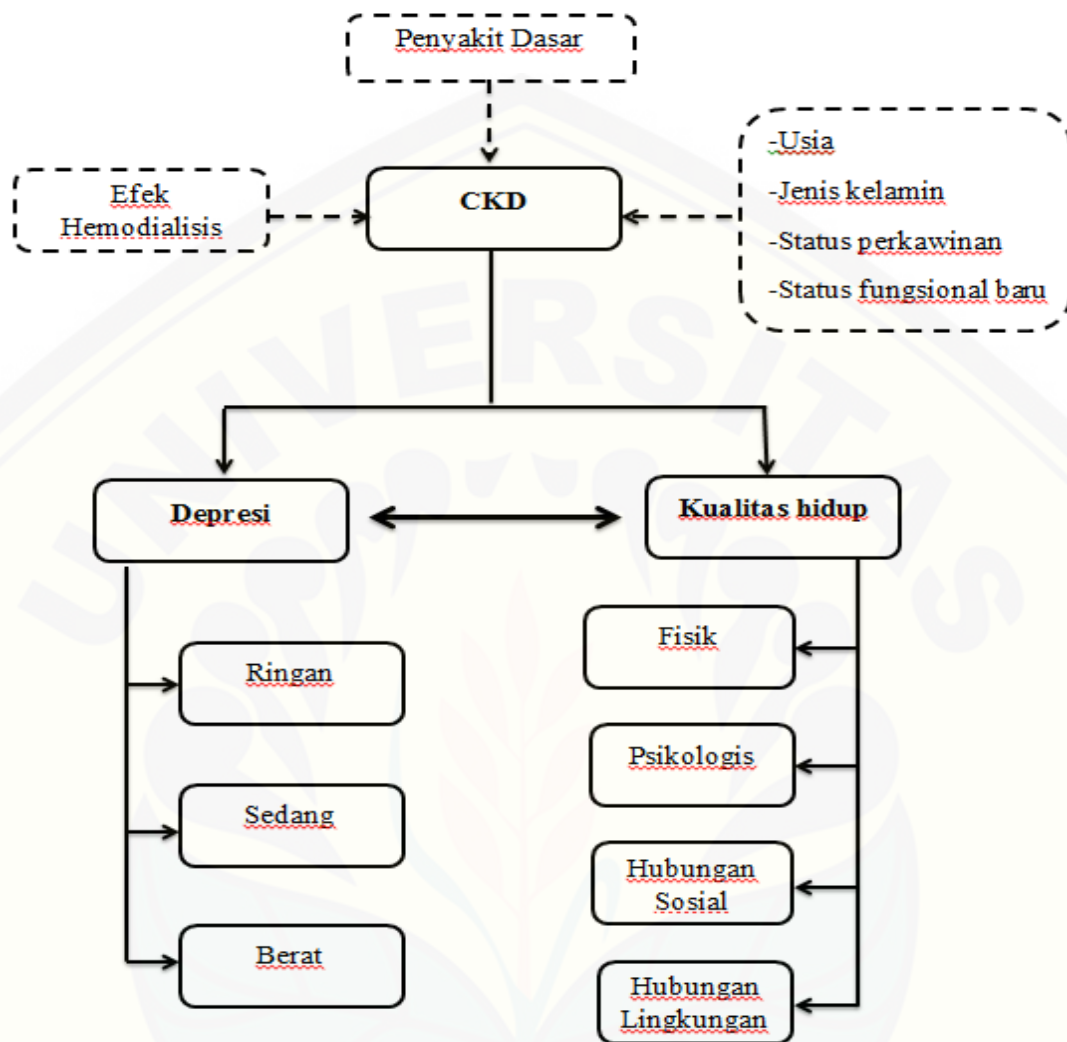 Penyakit Dasar
Efek
Hemodialisis
CKD
-Usia
-Jenis kelamin
-Status perkawinan
-Status fungsional baru
UNIVERSITAS
Depresi
Kualitas hidup
Ringan
Sedang
Berat
Fisik
Psikologis
Hubungan
Sosial
Hubungan
Lingkungan